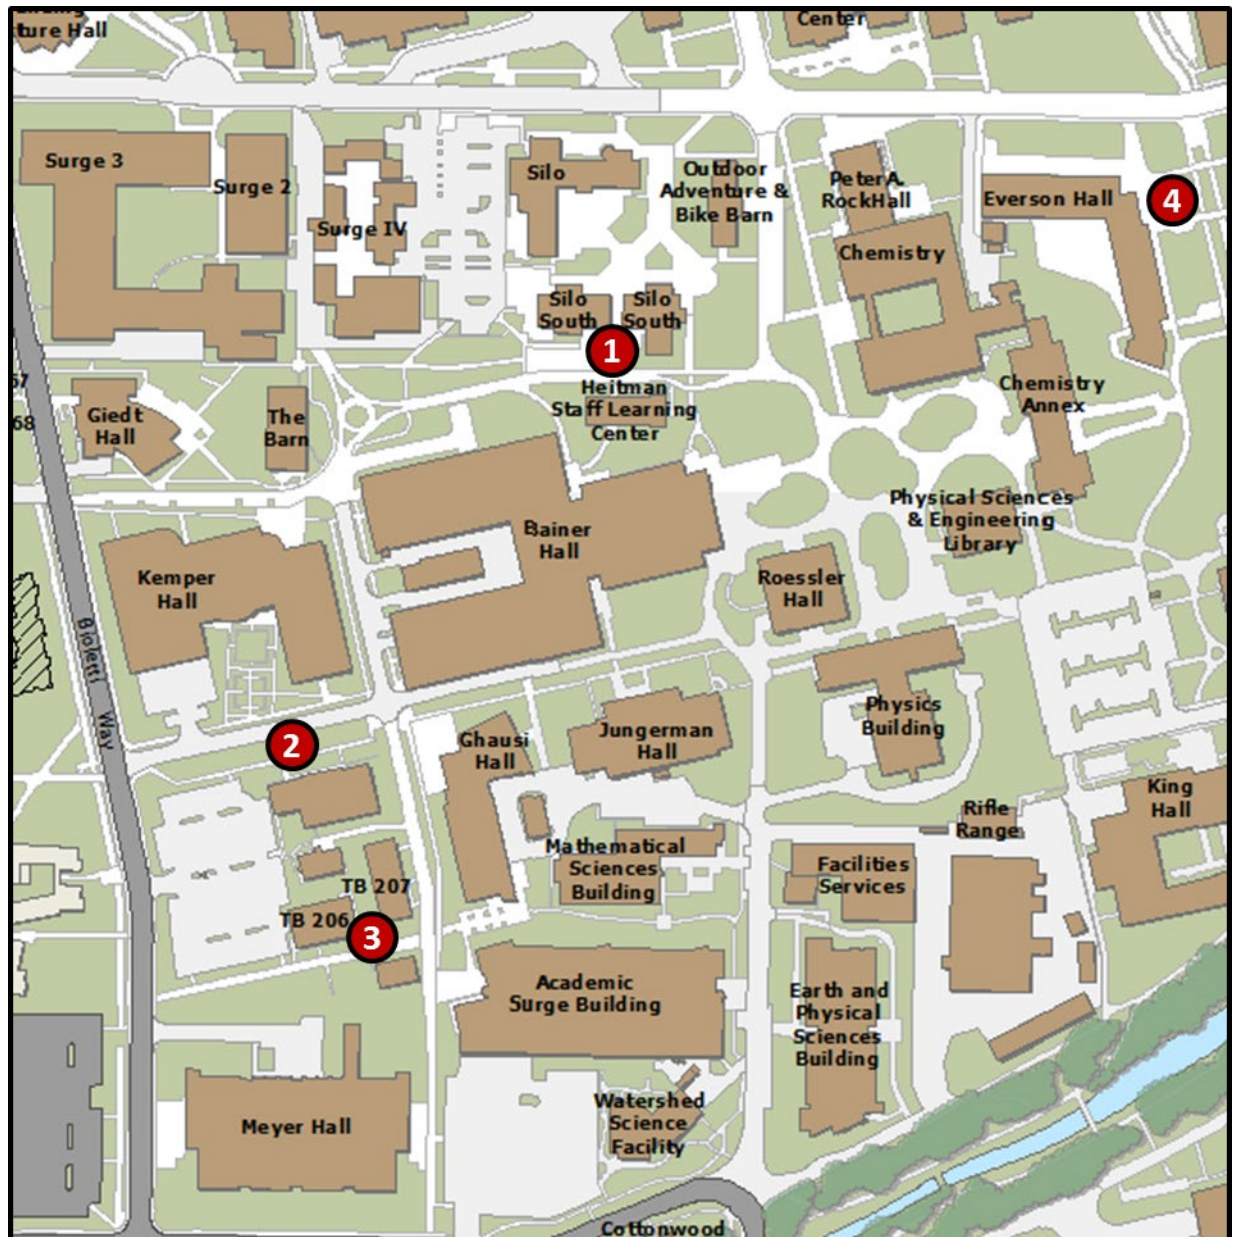 ture Hall
Center
Surge 3
Surge 2
Surge IV
Silo
Outdoor
Adventure &
Bike Barn
Peter A.
Rock Hall
Everson Hall
4
Chemistry
Silo
South
Silo
South
1
Heitman
Staff Learning
Center
Chemistry
Annex
67
68
Giedt
Hall
The
Barn
Physical Sciences
& Engineering
Library
Bainer
Hall
Kemper
Hall
Roessler
Hall
Bioletti Way
Physics
Building
Jungerman
Hall
Ghausi
Hall
2
King
Hall
Rifle
Range
Mathematical
Sciences
Building
Facilities
Services
TB 207
TB 206
3
Academic
Surge Building
Earth and
Physical
Sciences
Building
Watershed
Science
Facility
Meyer Hall
Cottonwood